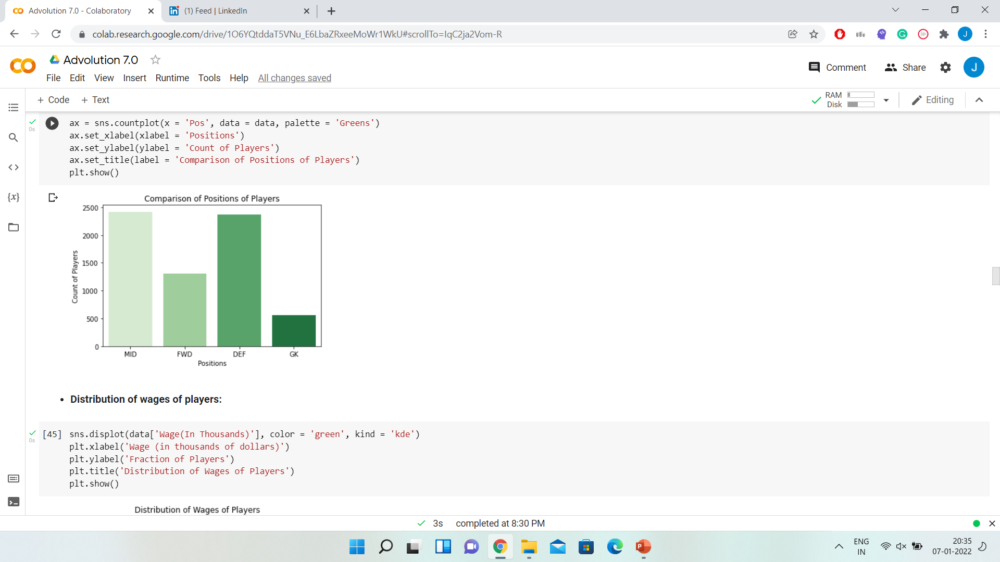 Advolution 7.0 - Colaboratory
(1) Feed | LinkedIn
colab.research.google.com/drive/1O6YQtddaT5VNu_E6LbaZRxeeMoWr1WkU#scrollTo=IqC2ja2Vom-R
J
Advolution 7.0
Comment Share J
File Edit View Insert Runtime Tools Help All changes saved
+ Code + Text
RAM
Disk
Editing
0s
ax = sns.countplot(x = 'Pos', data = data, palette = 'Greens')
ax.set_xlabel(xlabel = 'Positions')
ax.set_ylabel(ylabel = 'Count of Players')
ax.set_title(label = 'Comparison of Positions of Players')
plt.show()
{x}
Comparison of Positions of Players
2500
2000
1500
1000
500
0
Count of Players
MID FWD DEF GK
Positions
• Distribution of wages of players:
0s
[45] sns.displot(data['Wage(In Thousands)'], color = 'green', kind = 'kde')
plt.xlabel('Wage (in thousands of dollars)')
plt.ylabel('Fraction of Players')
plt.title('Distribution of Wages of Players')
plt.show()
Distribution of Wages of Players
3s completed at 8:30 PM
ENG
IN
20:35
07-01-2022